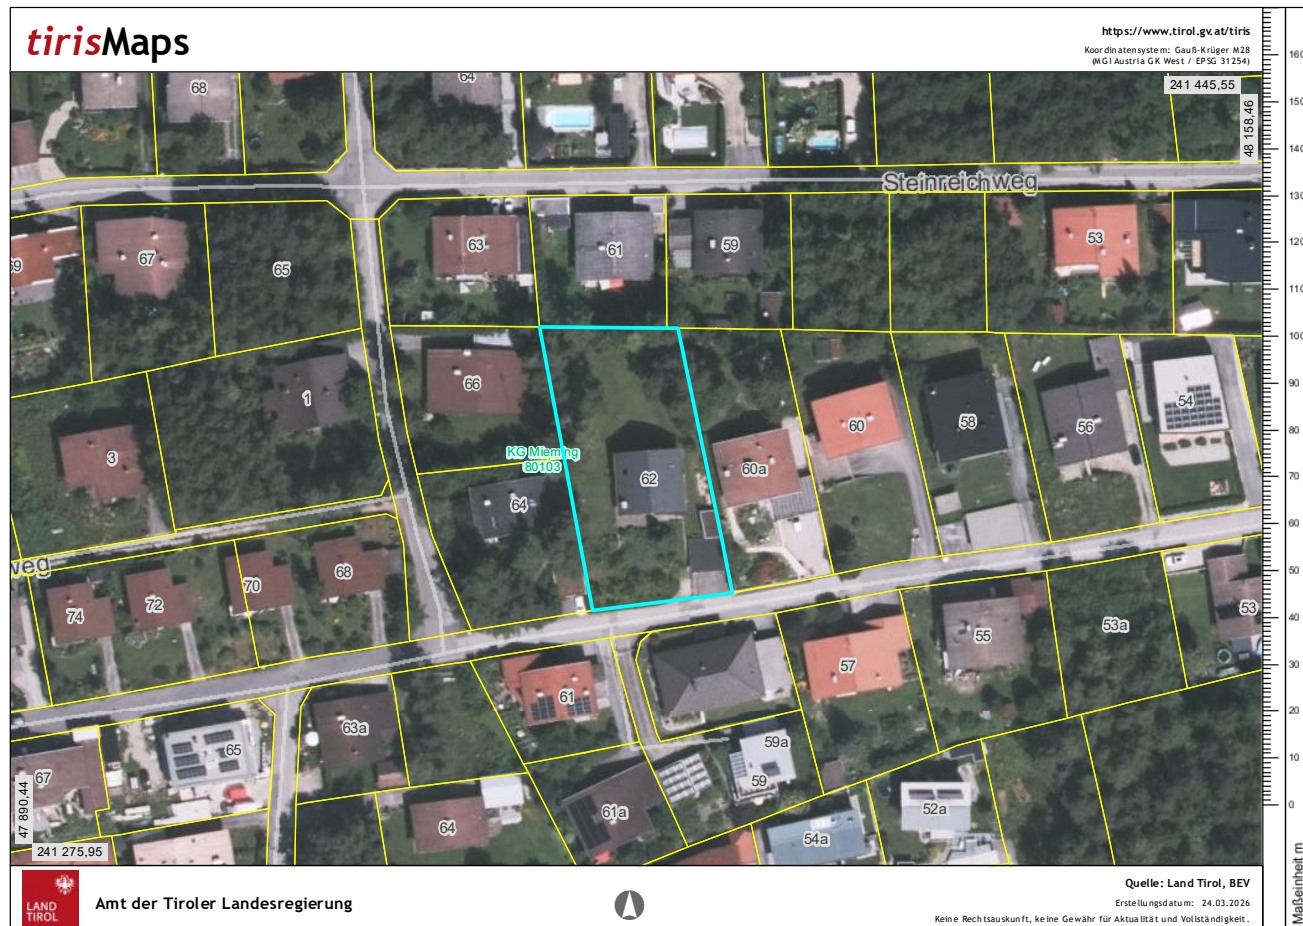 tirisMaps
https://www.tirol.gv.at/tiris
Koordinatensystem: Gauß-Krüger M28
(MGI Austria GK West / EPSG 31254)
241 445,55
48 158,46
68
64
Steinreichweg
67
65
63
61
59
53
69
66
1
3
KG Mieming
80103
64
62
60a
60
58
56
54
weg
74
72
70
68
55
53a
53
57
61
63a
65
67
59a
59
61a
64
54a
52a
47 890,44
241 275,95
160
150
140
130
120
110
100
90
80
70
60
50
40
30
20
10
0
Maßeinheit m
LAND
TIROL
Amt der Tiroler Landesregierung
Quelle: Land Tirol, BEV
Erstellungsdatum: 24.03.2026
Keine Rechtsauskunft, keine Gewähr für Aktualität und Vollständigkeit.